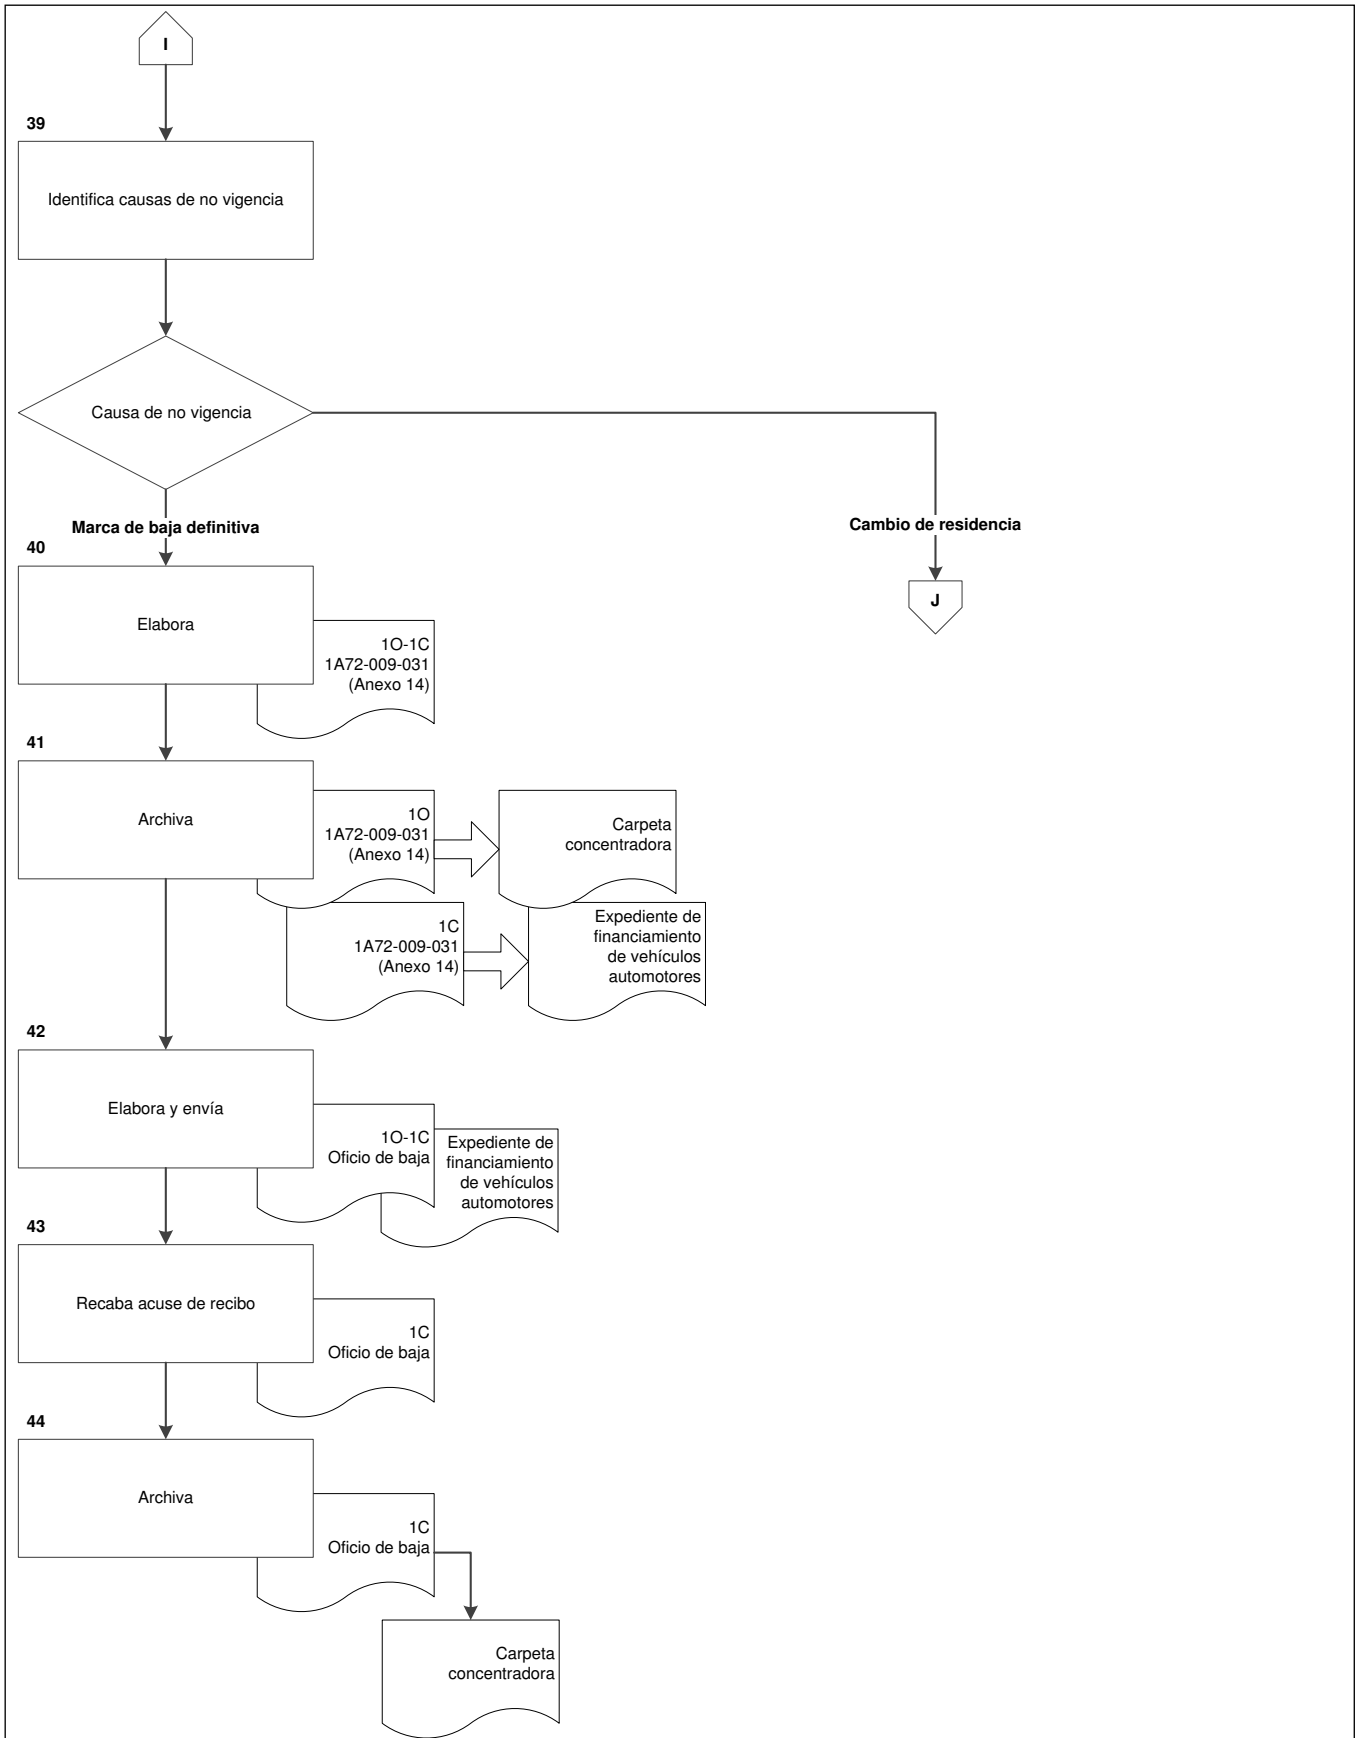 I
39
Identifica causas de no vigencia
Causa de no vigencia
Marca de baja definitiva
Cambio de residencia
J
40
Elabora
1O-1C
1A72-009-031
(Anexo 14)
41
Archiva
1O
1A72-009-031
(Anexo 14)
Carpeta
concentradora
1C
1A72-009-031
(Anexo 14)
Expediente de
financiamiento
de vehículos
automotores
42
Elabora y envía
1O-1C
Oficio de baja
Expediente de
financiamiento
de vehículos
automotores
43
Recaba acuse de recibo
1C
Oficio de baja
44
Archiva
1C
Oficio de baja
Carpeta
concentradora